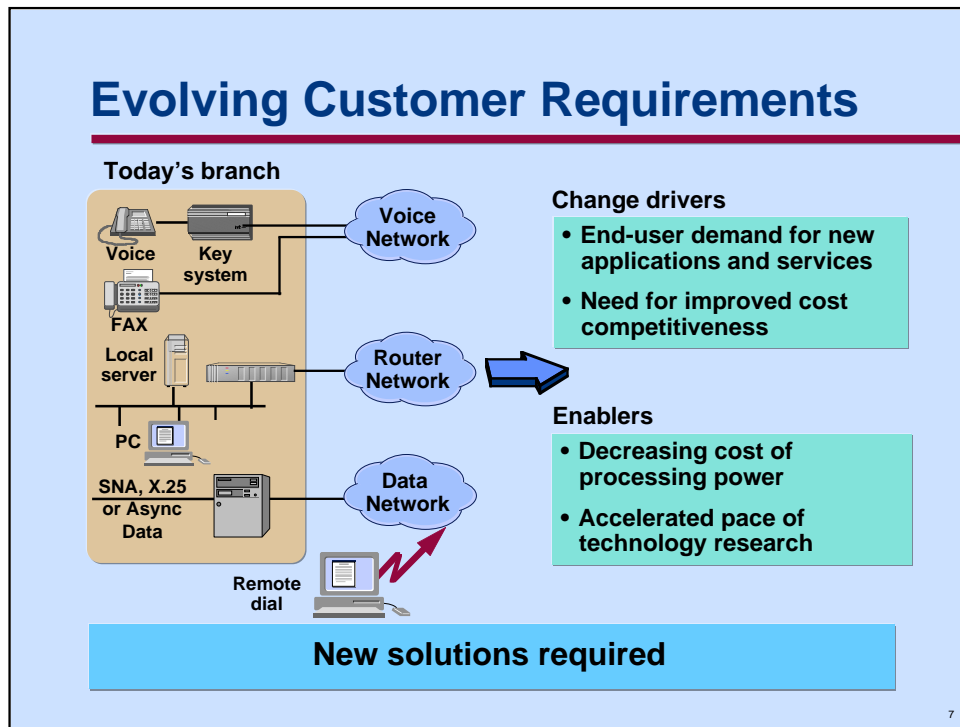 Evolving Customer Requirements
Today's branch
Voice
Key
system
FAX
Local
server
PC
SNA, X.25
or Async
Data
Voice
Network
Router
Network
Data
Network
Remote
dial
Change drivers
• End-user demand for new
applications and services
• Need for improved cost
competitiveness
Enablers
• Decreasing cost of
processing power
• Accelerated pace of
technology research
New solutions required
7